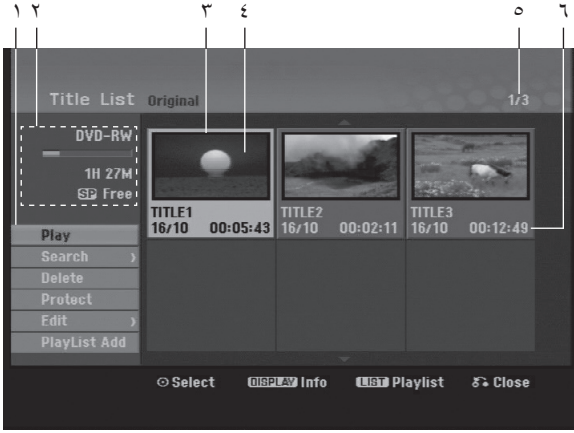 ١ ٢ ٣ ٤ ٥ ٦
Title List Original 1/3
DVD-RW
1H 27M
SP Free
Play
Search
Delete
Protect
Edit
PlayList Add
TITLE1
16/10 00:05:43
TITLE2
16/10 00:02:11
TITLE3
16/10 00:12:49
Select DISPLAY Info LIST Playlist Close